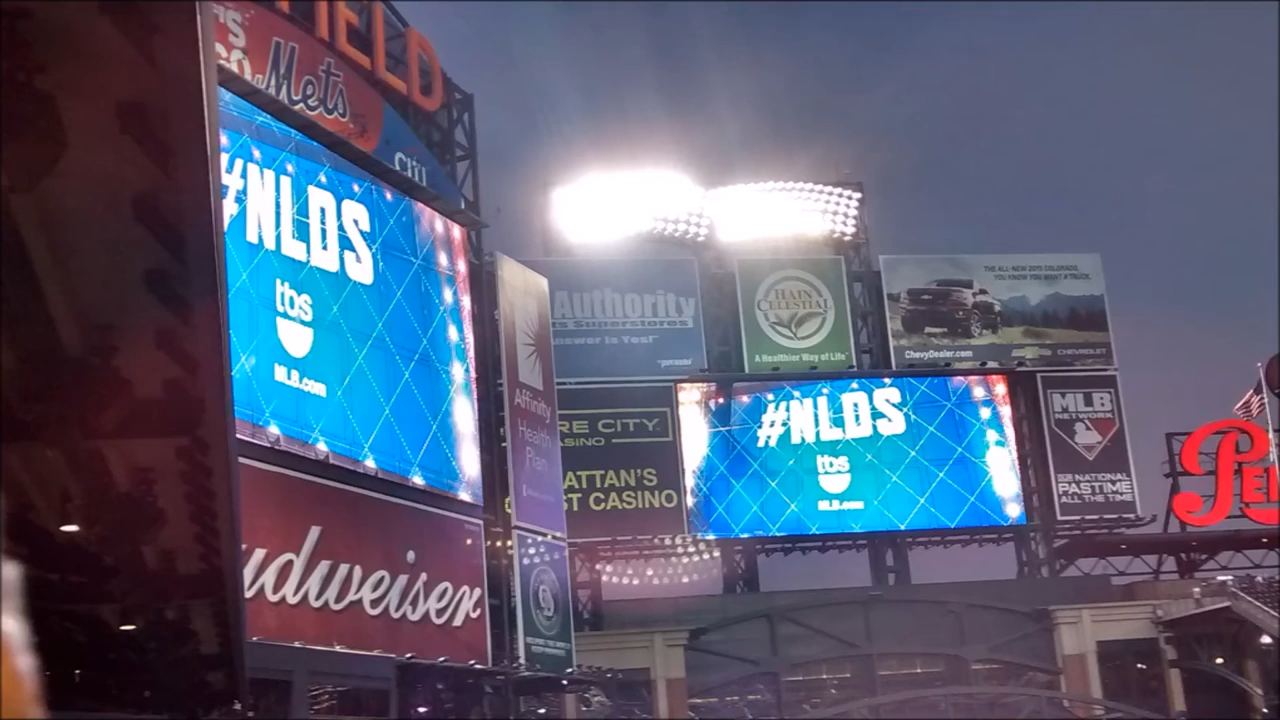 FIELD
Mets
citi
#NLDS
tbs
MLB.com
udweiser
Affinity
Health
Plan
Authority
ts Superstores
nswer is Yes!"
HAIN
CELESTIAL
A Healthier Way of Life
THE ALL-NEW 2015 COLORADO.
YOU KNOW YOU WANT A TRUCK.
ChevyDealer.com
CHEVROLET
RE CITY
ASINO
ATTAN'S
ST CASINO
#NLDS
tbs
MLB.com
MLB
NETWORK
NATIONAL
PASTIME
ALL THE TIME
PE